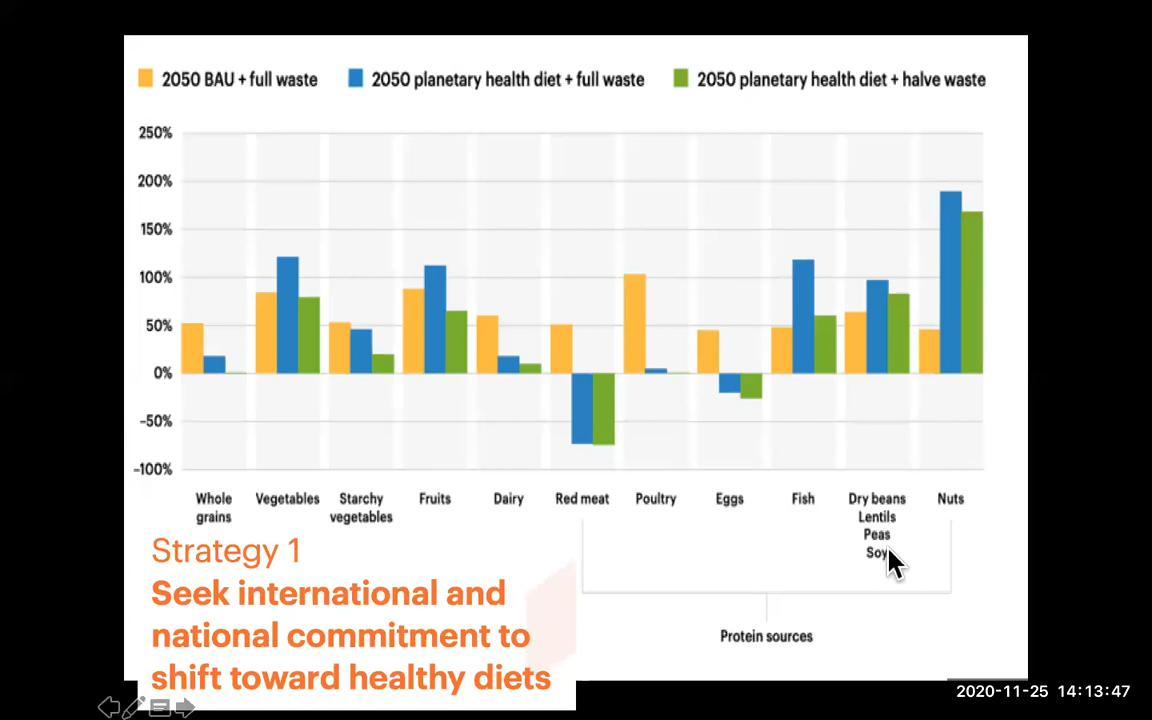 2050 BAU + full waste
2050 planetary health diet + full waste
2050 planetary health diet + halve waste
250%
200%
150%
100%
50%
0%
-50%
-100%
Whole
grains
Vegetables
Starchy
vegetables
Fruits
Dairy
Red meat
Poultry
Eggs
Fish
Dry beans
Lentils
Peas
Soy
Nuts
Protein sources
Strategy 1
Seek international and
national commitment to
shift toward healthy diets
2020-11-25 14:13:47